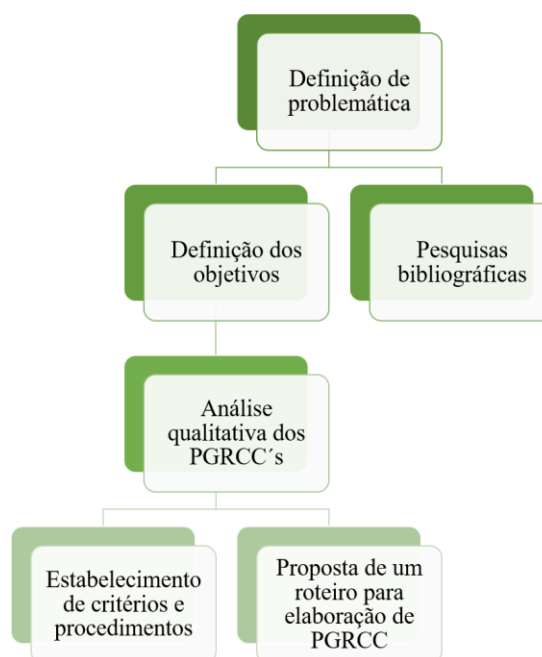 Definição de
problemática
Definição dos
objetivos
Pesquisas
bibliográficas
Análise
qualitativa dos
PGRCC´s
Estabelecimento
de critérios e
procedimentos
Proposta de um
roteiro para
elaboração de
PGRCC